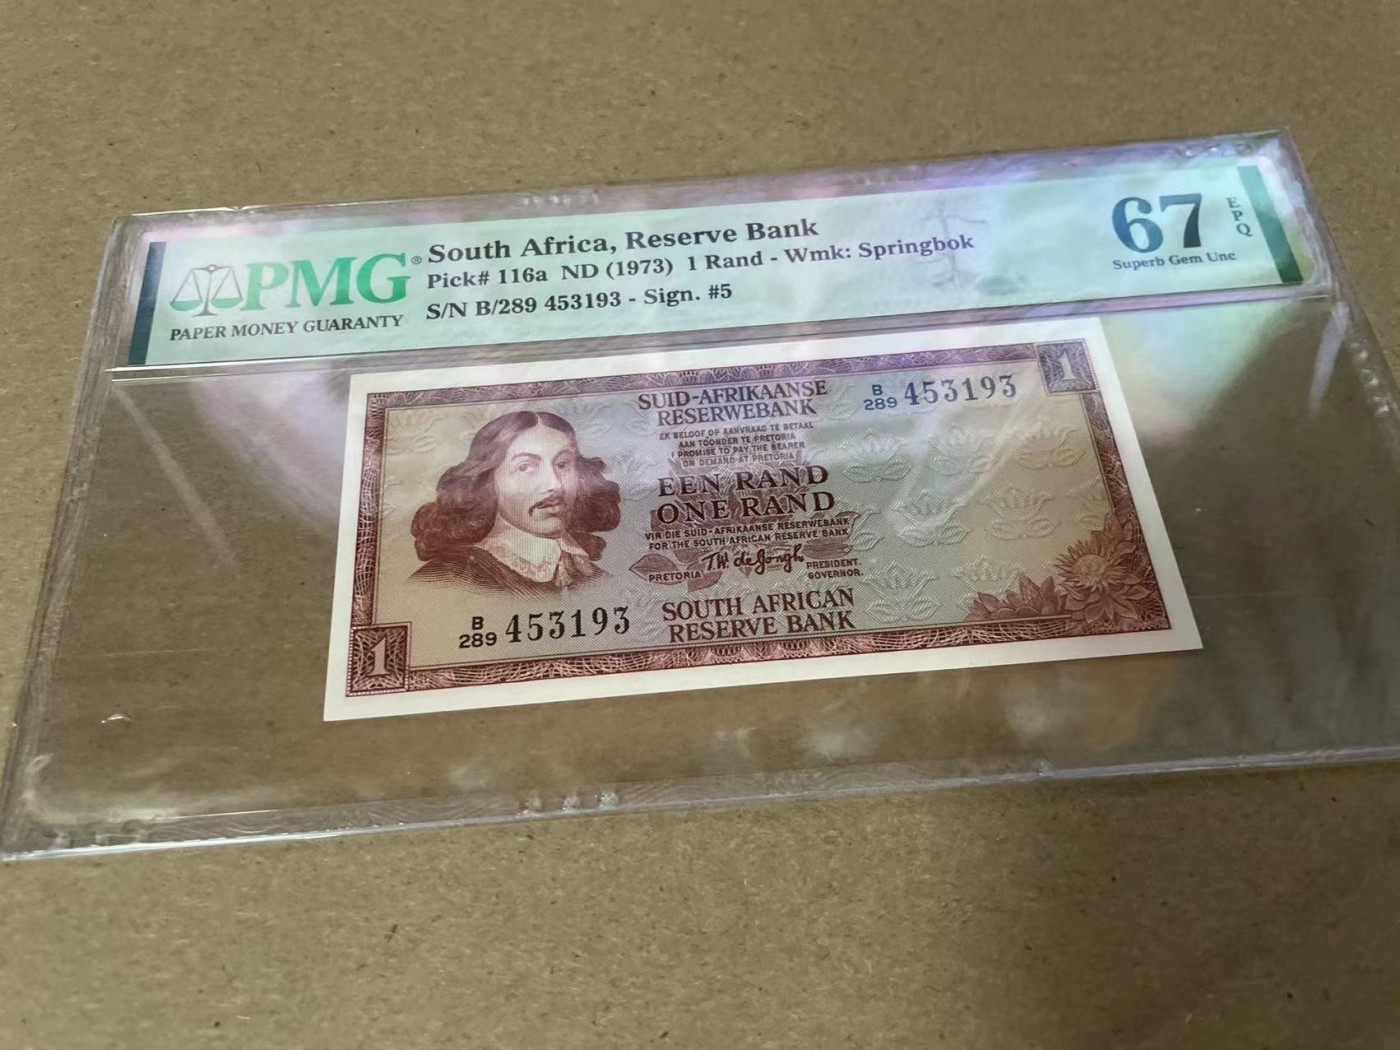 PMG®
PAPER MONEY GUARANTY
South Africa, Reserve Bank
Pick# 116a ND (1973) 1 Rand - Wmk: Springbok
S/N B/289 453193 - Sign. #5
67
EPQ
Superb Gem Unc
1
SUID-AFRIKAANSE
RESERWEBANK
B
289 453193
EK BELOOF OP AANVRAAG TE BETAAL
AAN TOONDER TE PRETORIA
I PROMISE TO PAY THE BEARER
ON DEMAND AT PRETORIA
EEN RAND
ONE RAND
VIR DIE SUID-AFRIKAANSE RESERWEBANK
FOR THE SOUTH AFRICAN RESERVE BANK
PRETORIA T.W. de Jongh PRESIDENT.
GOVERNOR.
B
289 453193
SOUTH AFRICAN
RESERVE BANK
1